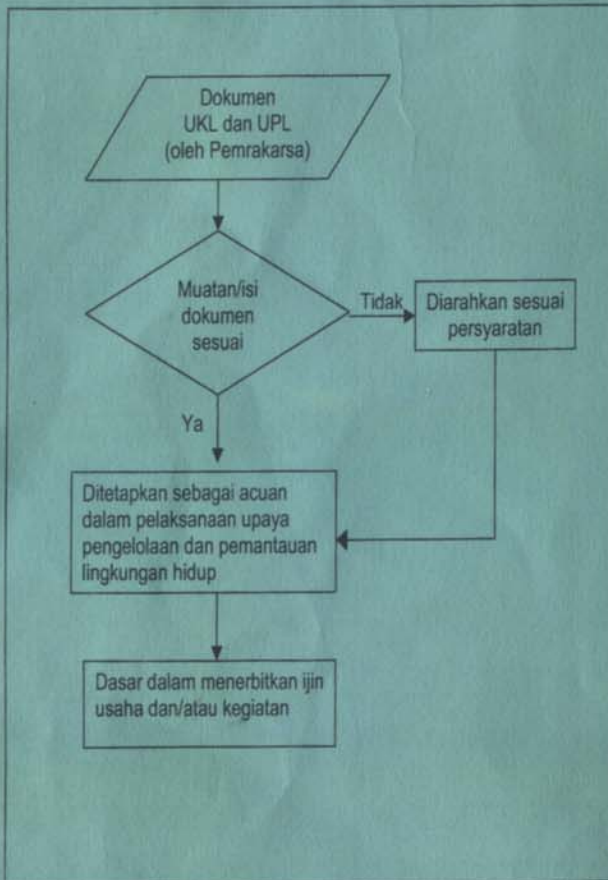 Dokumen
UKL dan UPL
(oleh Pemrakarsa)
Muatan/isi
dokumen
sesuai
Tidak
Diarahkan sesuai
persyaratan
Ya
Ditetapkan sebagai acuan
dalam pelaksanaan upaya
pengelolaan dan pemantauan
lingkungan hidup
Dasar dalam menerbitkan ijin
usaha dan/atau kegiatan